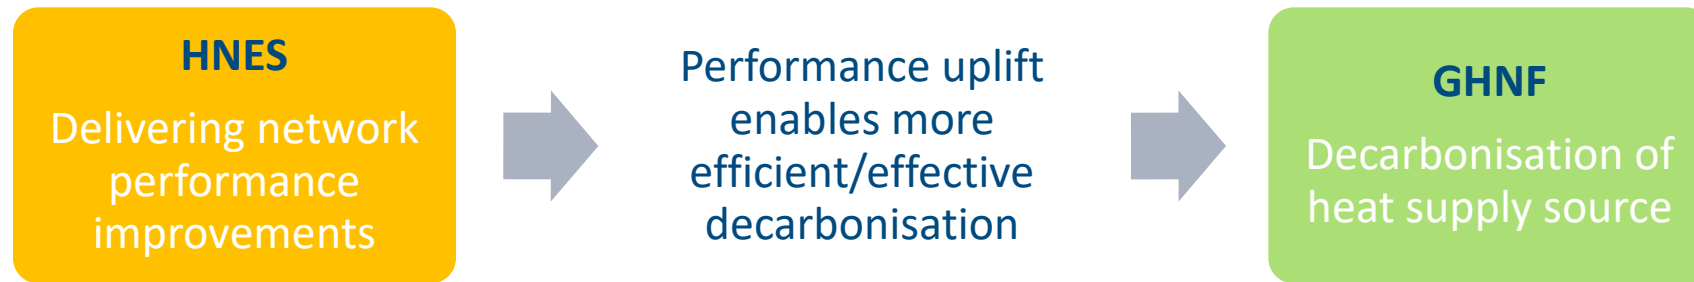 HNES
Delivering network
performance
improvements
Performance uplift
enables more
efficient/effective
decarbonisation
GHNF
Decarbonisation of
heat supply source